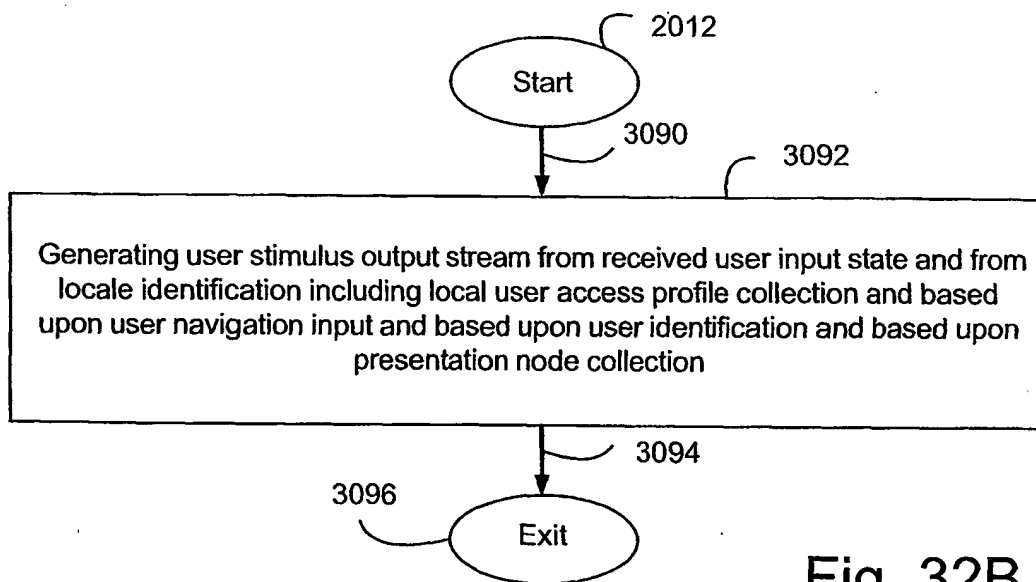 2012
Start
3090
3092
Generating user stimulus output stream from received user input state and from
locale identification including local user access profile collection and based
upon user navigation input and based upon user identification and based upon
presentation node collection
3094
3096
Exit
Fig. 32B